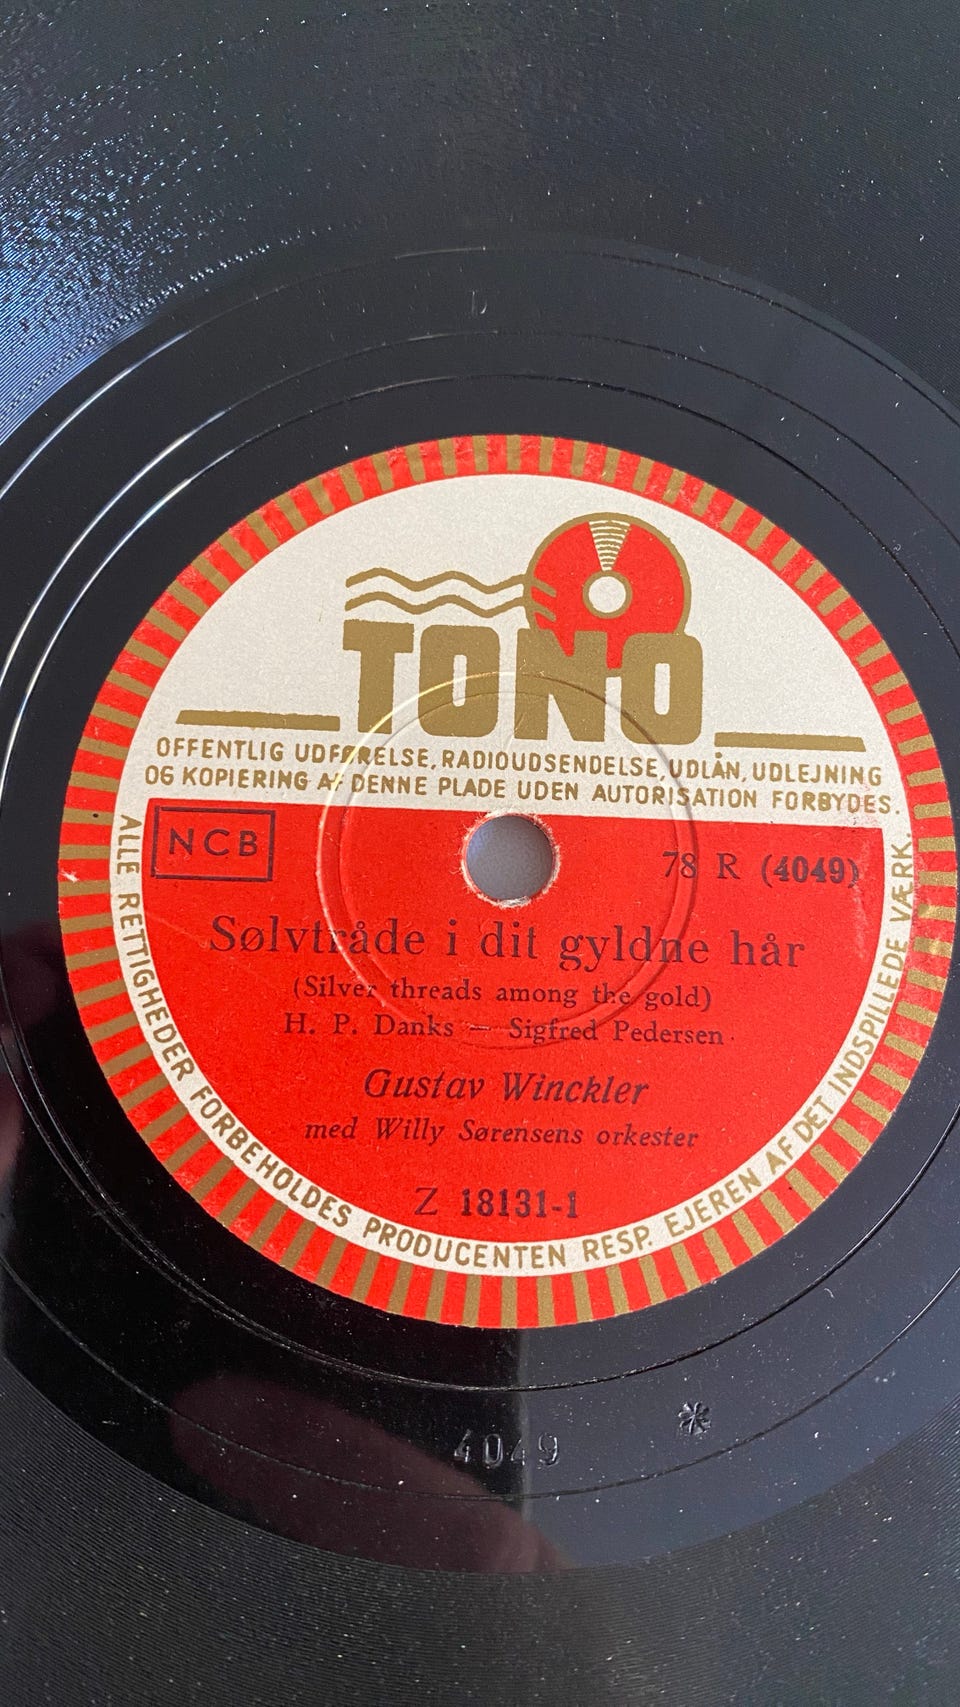 TONO
OFFENTLIG UDFØRELSE, RADIOUDSENDELSE, UDLÅN, UDLEJNING
OG KOPIERING AF DENNE PLADE UDEN AUTORISATION FORBYDES.
NCB
78 R (4049)
Sølvtråde i dit gyldne hår
(Silver threads among the gold)
H. P. Danks — Sigfred Pedersen
Gustav Winckler
med Willy Sørensens orkester
Z 18131-1
ALLE RETTIGHEDER FORBEHOLDES PRODUCENTEN RESP. EJEREN AF DET INDSPILLEDE VÆRK.
4049 *